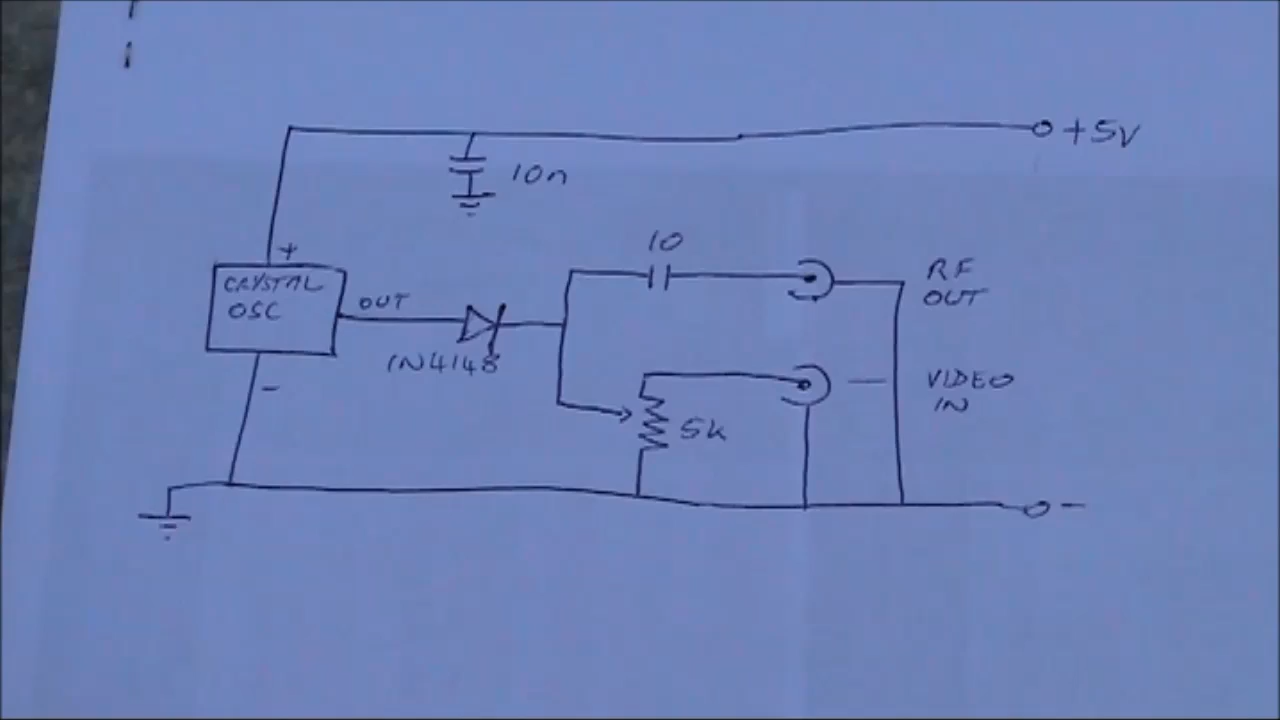 +5V
10n
+
CRYSTAL
OSC
OUT
1N4148
-
10
RF
OUT
VIDEO
IN
5k
-